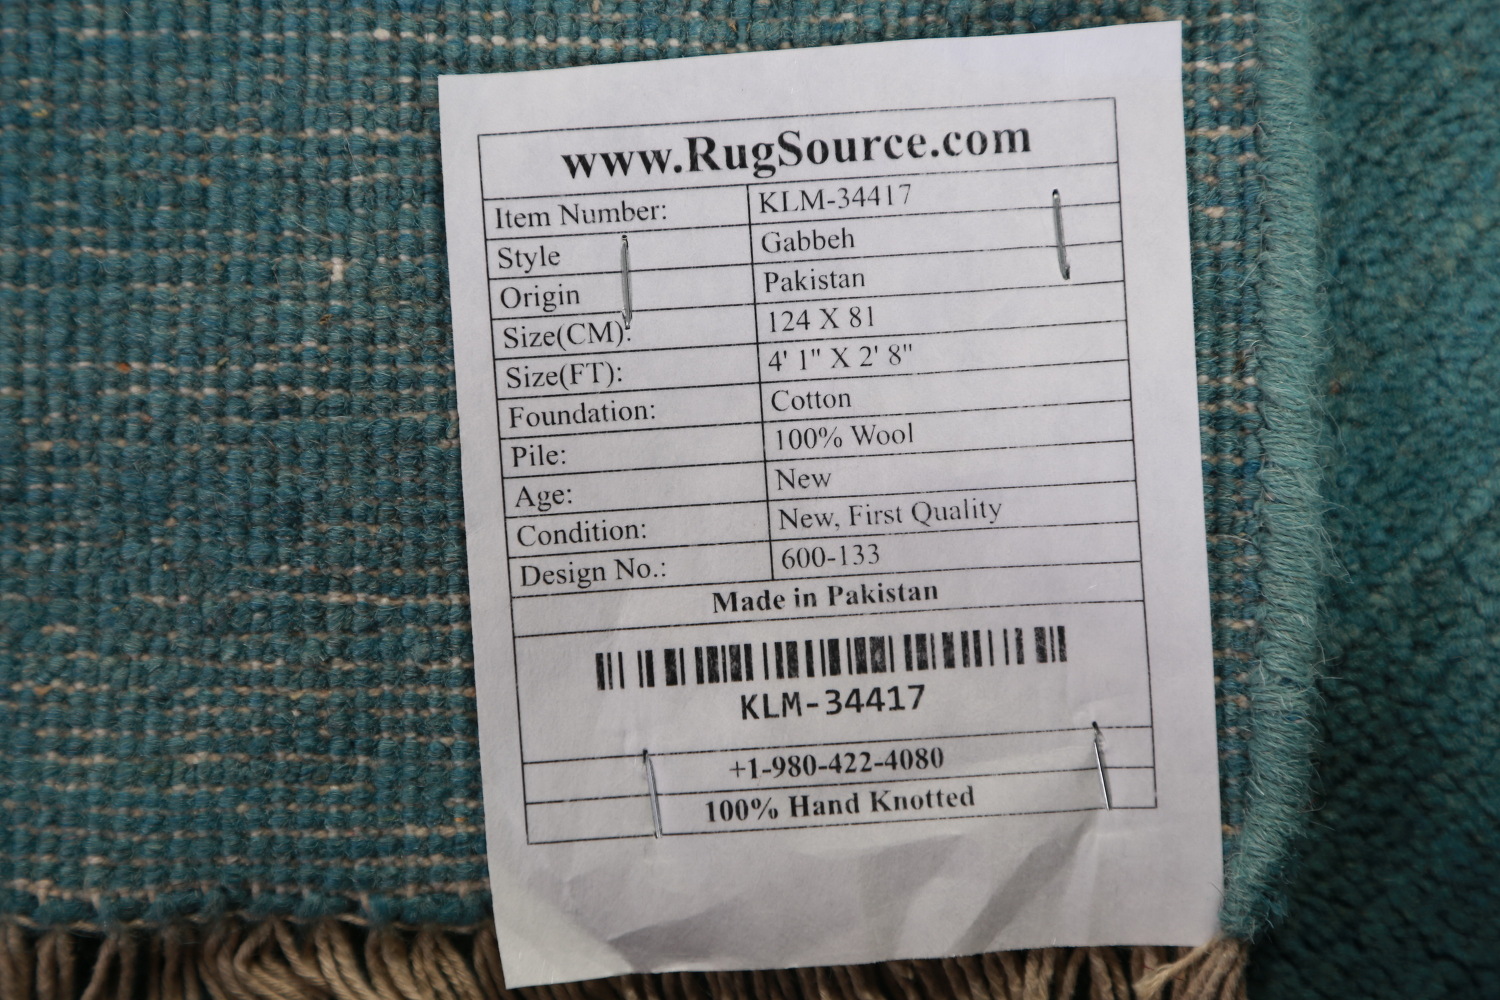 www.RugSource.com
Item Number: KLM-34417
Style Gabbeh
Origin Pakistan
Size(CM): 124 X 81
Size(FT): 4' 1" X 2' 8"
Foundation: Cotton
Pile: 100% Wool
Age: New
Condition: New, First Quality
Design No.: 600-133
Made in Pakistan
KLM-34417
+1-980-422-4080
100% Hand Knotted